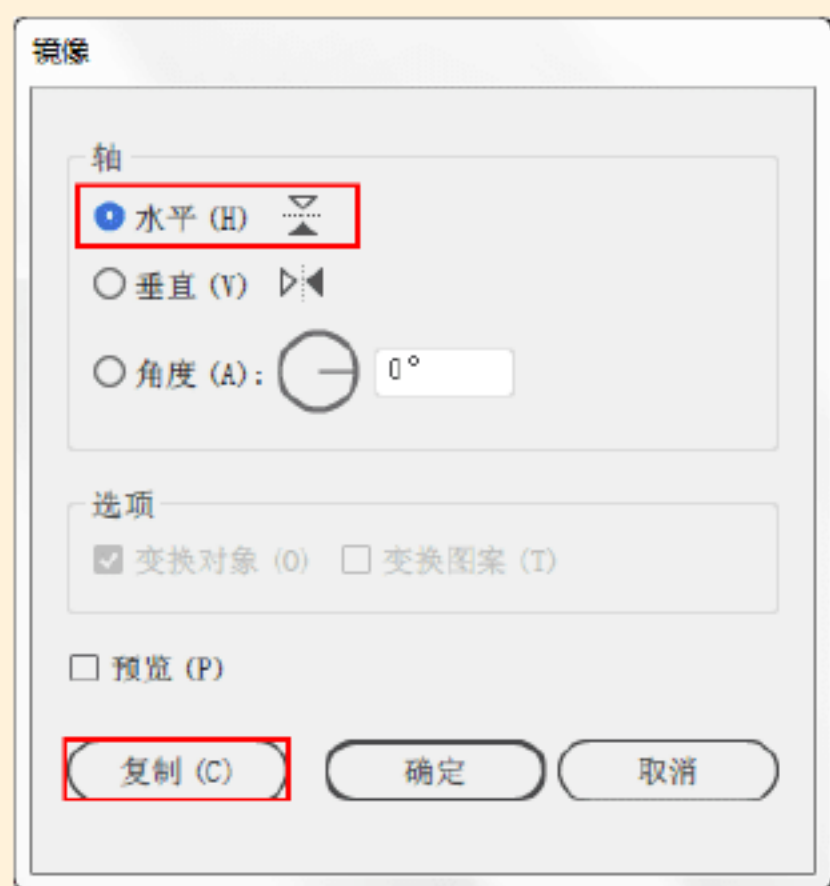 镜像
轴
水平 (H)
垂直 (V)
角度 (A): 0°
选项
变换对象 (O) 变换图案 (T)
预览 (P)
复制 (C) 确定 取消